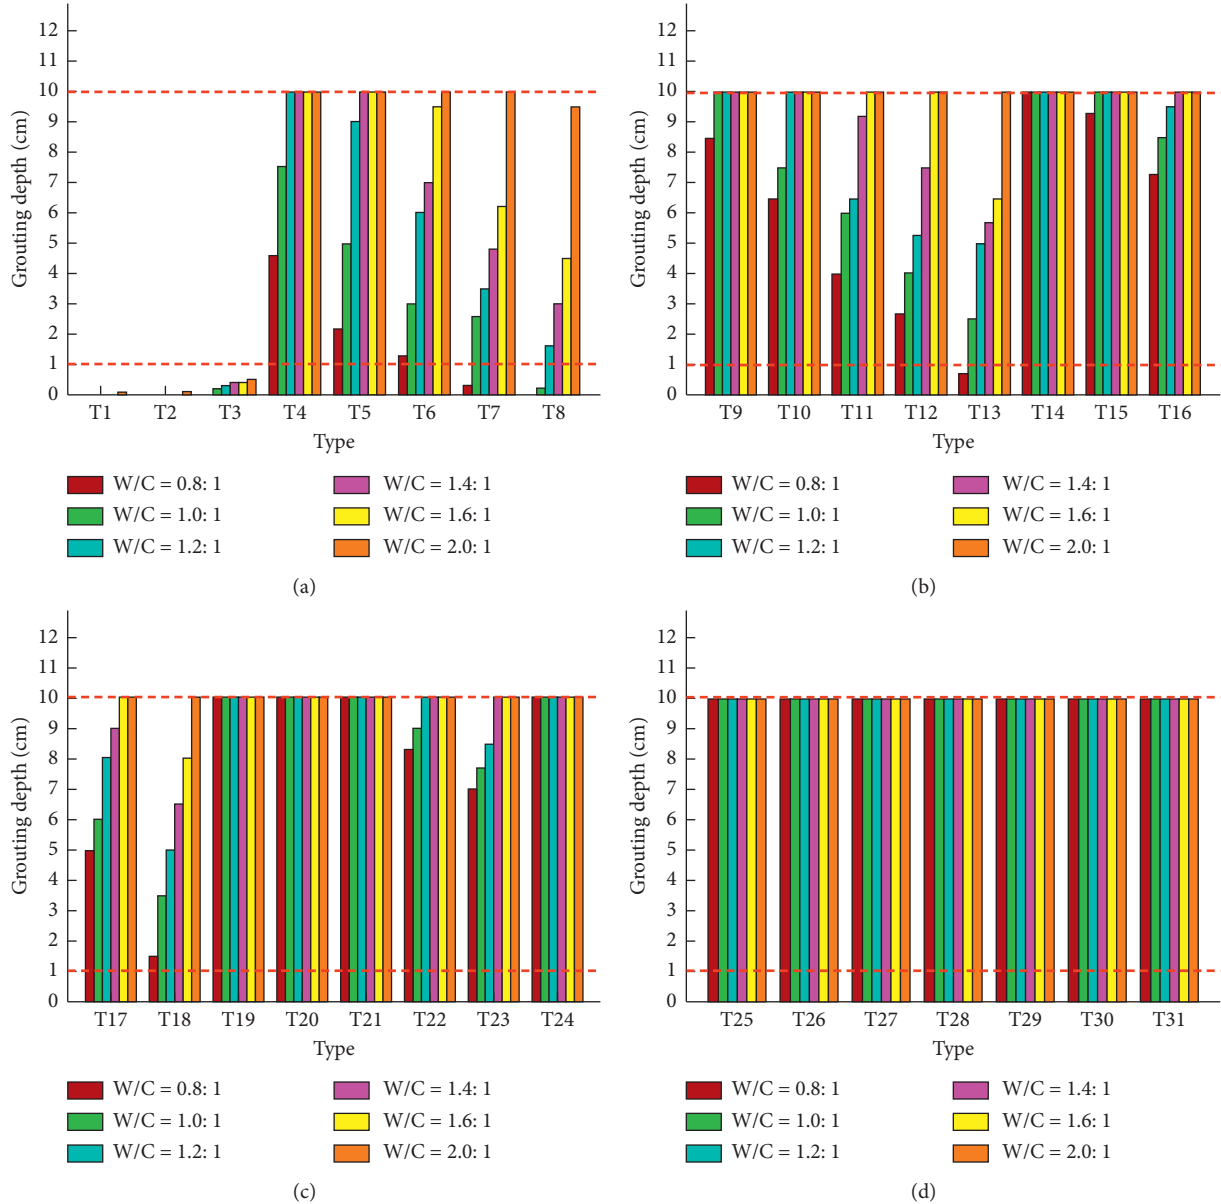 12
11
10
9
8
7
6
5
4
3
2
1
0
Grouting depth (cm)
T1 T2 T3 T4 T5 T6 T7 T8
Type
W/C = 0.8: 1 W/C = 1.4: 1
W/C = 1.0: 1 W/C = 1.6: 1
W/C = 1.2: 1 W/C = 2.0: 1
(a)
12
11
10
9
8
7
6
5
4
3
2
1
0
Grouting depth (cm)
T9 T10 T11 T12 T13 T14 T15 T16
Type
W/C = 0.8: 1 W/C = 1.4: 1
W/C = 1.0: 1 W/C = 1.6: 1
W/C = 1.2: 1 W/C = 2.0: 1
(b)
12
11
10
9
8
7
6
5
4
3
2
1
0
Grouting depth (cm)
T17 T18 T19 T20 T21 T22 T23 T24
Type
W/C = 0.8: 1 W/C = 1.4: 1
W/C = 1.0: 1 W/C = 1.6: 1
W/C = 1.2: 1 W/C = 2.0: 1
(c)
12
11
10
9
8
7
6
5
4
3
2
1
0
Grouting depth (cm)
T25 T26 T27 T28 T29 T30 T31
Type
W/C = 0.8: 1 W/C = 1.4: 1
W/C = 1.0: 1 W/C = 1.6: 1
W/C = 1.2: 1 W/C = 2.0: 1
(d)